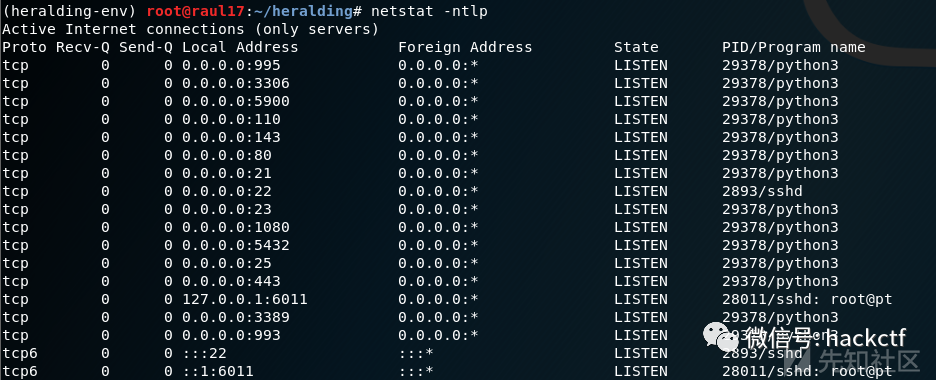 (heralding-env) root@raul17:~/heralding# netstat -ntlp
Active Internet connections (only servers)
Proto Recv-Q Send-Q Local Address Foreign Address State PID/Program name
tcp 0 0 0.0.0.0:995 0.0.0.0:* LISTEN 29378/python3
tcp 0 0 0.0.0.0:3306 0.0.0.0:* LISTEN 29378/python3
tcp 0 0 0.0.0.0:5900 0.0.0.0:* LISTEN 29378/python3
tcp 0 0 0.0.0.0:110 0.0.0.0:* LISTEN 29378/python3
tcp 0 0 0.0.0.0:143 0.0.0.0:* LISTEN 29378/python3
tcp 0 0 0.0.0.0:80 0.0.0.0:* LISTEN 29378/python3
tcp 0 0 0.0.0.0:21 0.0.0.0:* LISTEN 29378/python3
tcp 0 0 0.0.0.0:22 0.0.0.0:* LISTEN 2893/sshd
tcp 0 0 0.0.0.0:23 0.0.0.0:* LISTEN 29378/python3
tcp 0 0 0.0.0.0:1080 0.0.0.0:* LISTEN 29378/python3
tcp 0 0 0.0.0.0:5432 0.0.0.0:* LISTEN 29378/python3
tcp 0 0 0.0.0.0:25 0.0.0.0:* LISTEN 29378/python3
tcp 0 0 0.0.0.0:443 0.0.0.0:* LISTEN 29378/python3
tcp 0 0 127.0.0.1:6011 0.0.0.0:* LISTEN 28011/sshd: root@pt
tcp 0 0 0.0.0.0:3389 0.0.0.0:* LISTEN 29378/python3
tcp 0 0 0.0.0.0:993 0.0.0.0:* LISTEN 29378/python3
微信号: hackctf
tcp6 0 0 :::22 :::* LISTEN 2893/sshd
先知社区
tcp6 0 0 ::1:6011 :::* LISTEN 28011/sshd: root@pt